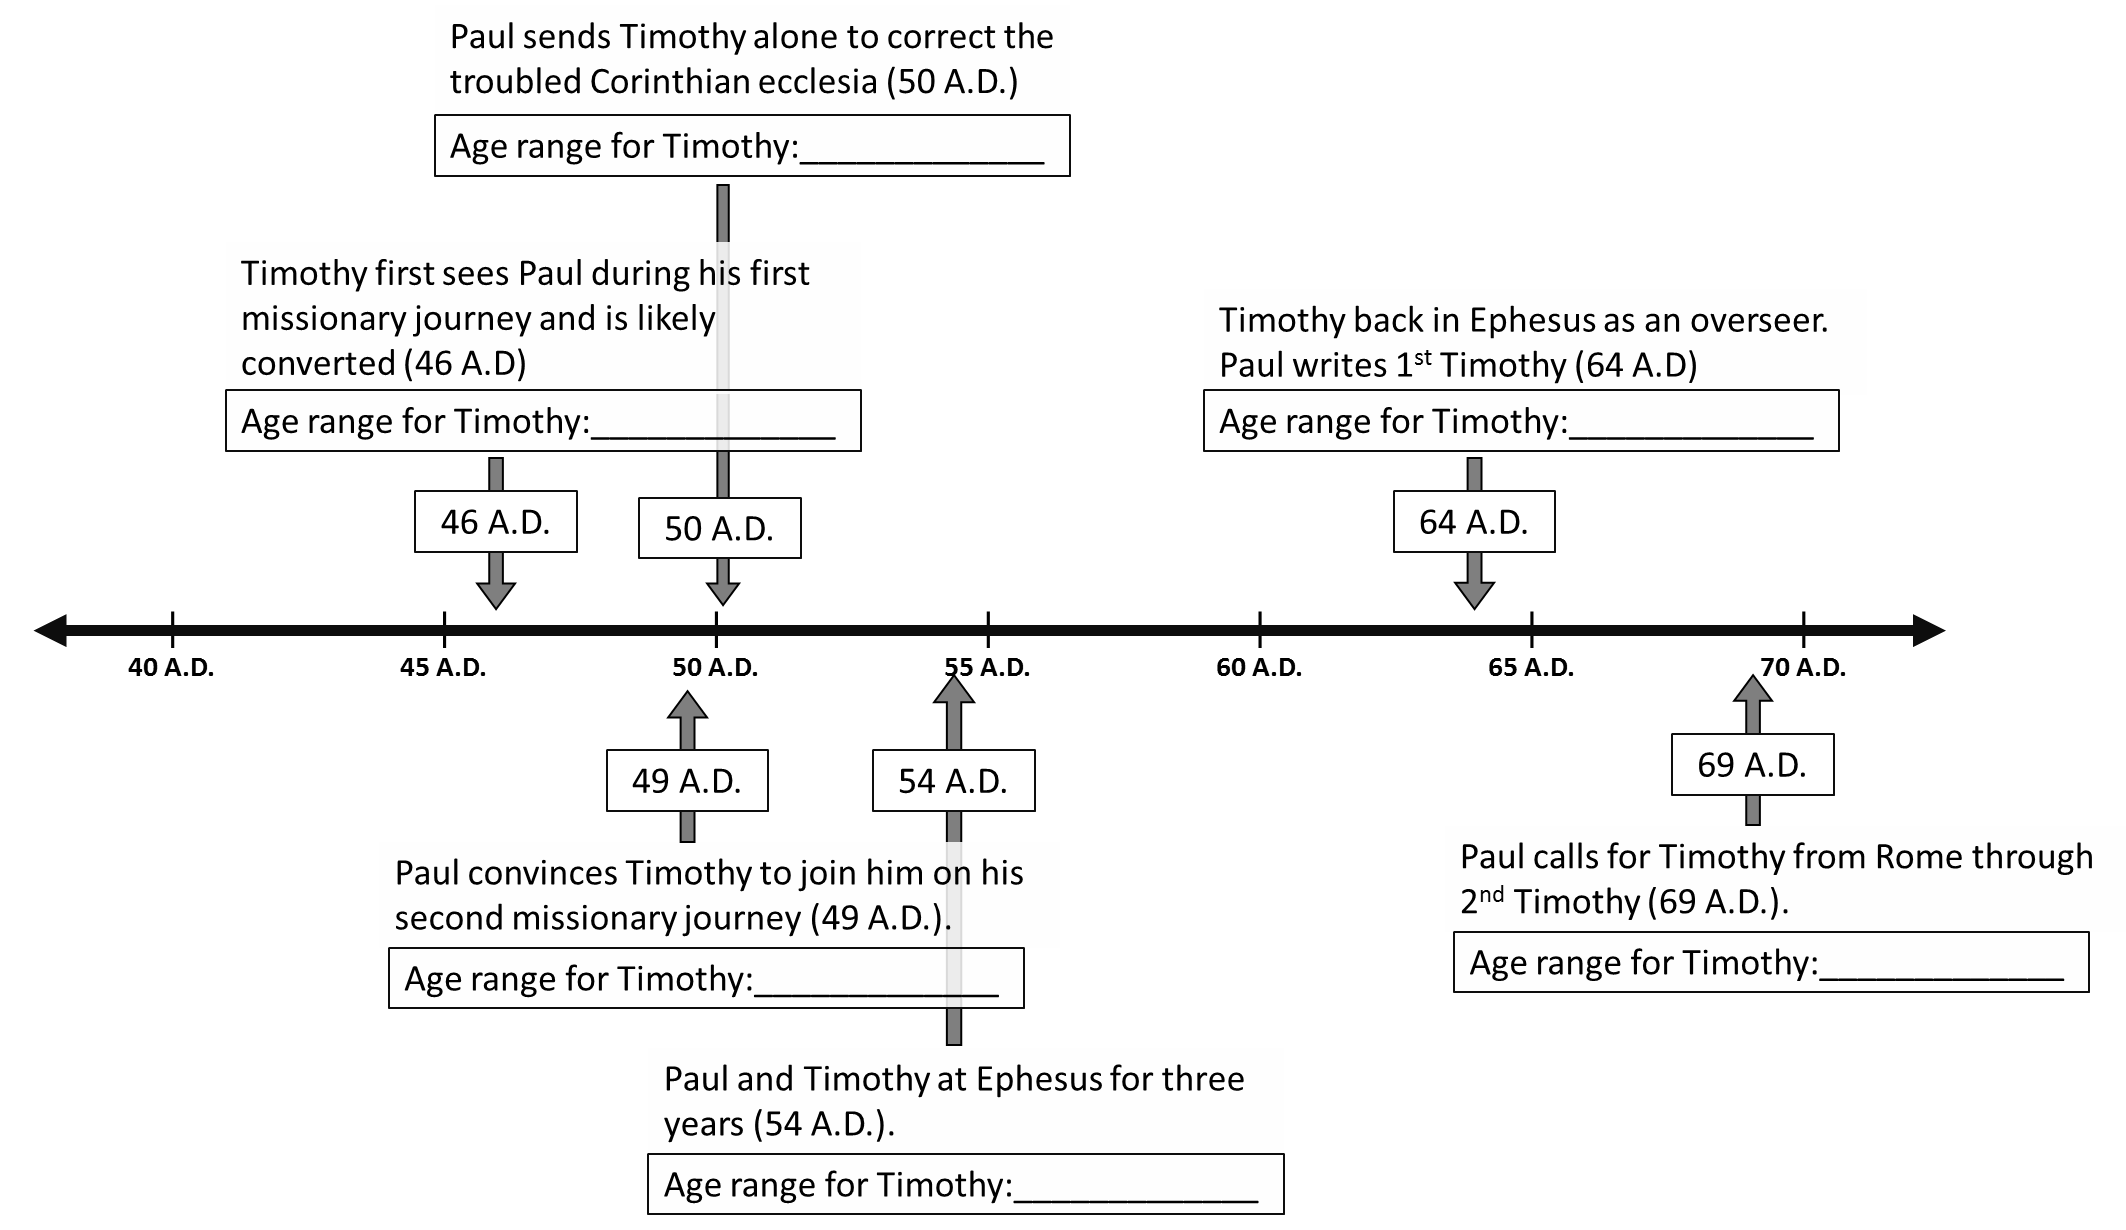 Paul sends Timothy alone to correct the
troubled Corinthian ecclesia (50 A.D.)
Age range for Timothy:_____________
Timothy first sees Paul during his first
missionary journey and is likely
converted (46 A.D)
Age range for Timothy:_____________
Timothy back in Ephesus as an overseer.
Paul writes 1st Timothy (64 A.D)
Age range for Timothy:_____________
46 A.D.
50 A.D.
64 A.D.
40 A.D.
45 A.D.
50 A.D.
55 A.D.
60 A.D.
65 A.D.
70 A.D.
49 A.D.
54 A.D.
69 A.D.
Paul convinces Timothy to join him on his
second missionary journey (49 A.D.).
Age range for Timothy:_____________
Paul calls for Timothy from Rome through
2nd Timothy (69 A.D.).
Age range for Timothy:_____________
Paul and Timothy at Ephesus for three
years (54 A.D.).
Age range for Timothy:_____________